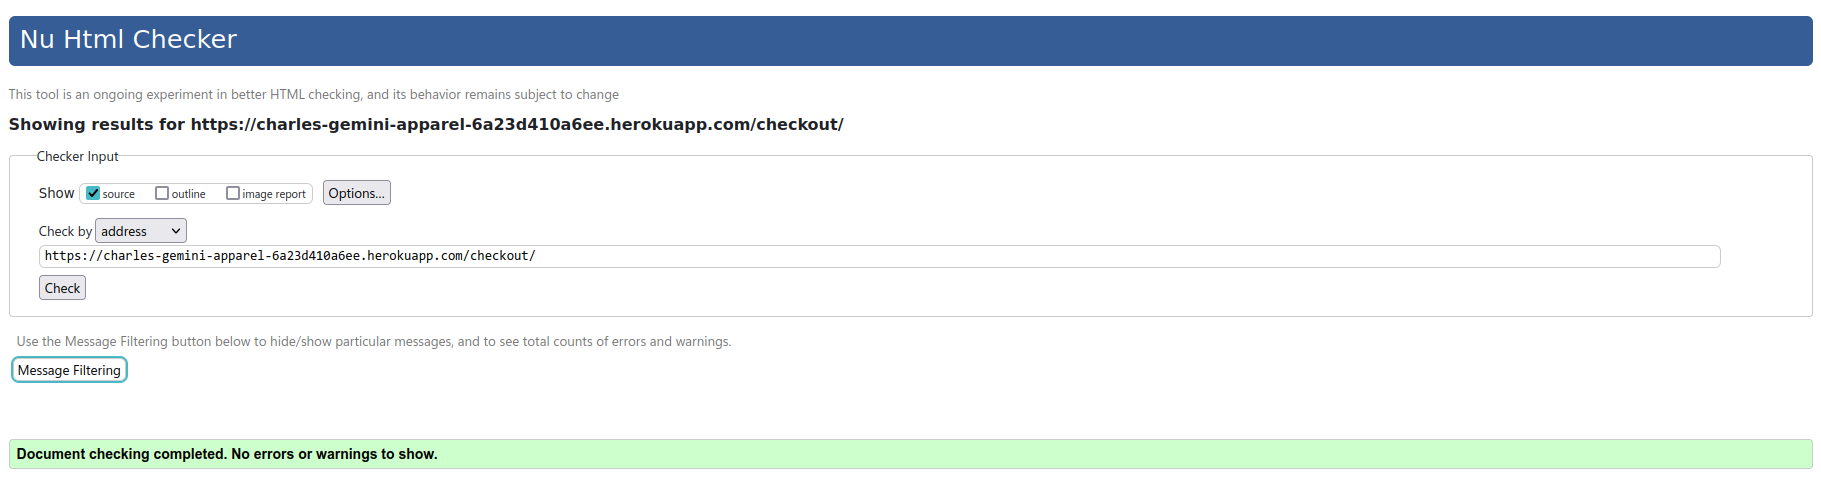 Nu Html Checker
This tool is an ongoing experiment in better HTML checking, and its behavior remains subject to change
Showing results for https://charles-gemini-apparel-6a23d410a6ee.herokuapp.com/checkout/
Checker Input
Show source outline image report Options...
Check by address
https://charles-gemini-apparel-6a23d410a6ee.herokuapp.com/checkout/
Check
Use the Message Filtering button below to hide/show particular messages, and to see total counts of errors and warnings.
Message Filtering
Document checking completed. No errors or warnings to show.